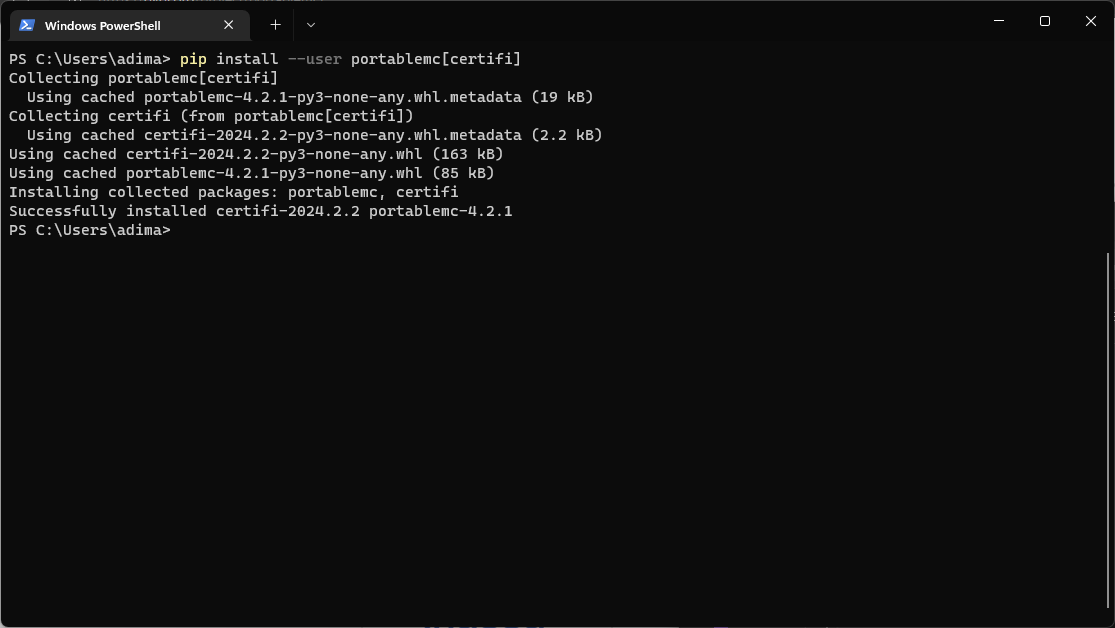 Windows PowerShell
PS C:\Users\adima> pip install --user portablemc[certifi]
Collecting portablemc[certifi]
  Using cached portablemc-4.2.1-py3-none-any.whl.metadata (19 kB)
Collecting certifi (from portablemc[certifi])
  Using cached certifi-2024.2.2-py3-none-any.whl.metadata (2.2 kB)
Using cached certifi-2024.2.2-py3-none-any.whl (163 kB)
Using cached portablemc-4.2.1-py3-none-any.whl (85 kB)
Installing collected packages: portablemc, certifi
Successfully installed certifi-2024.2.2 portablemc-4.2.1
PS C:\Users\adima>